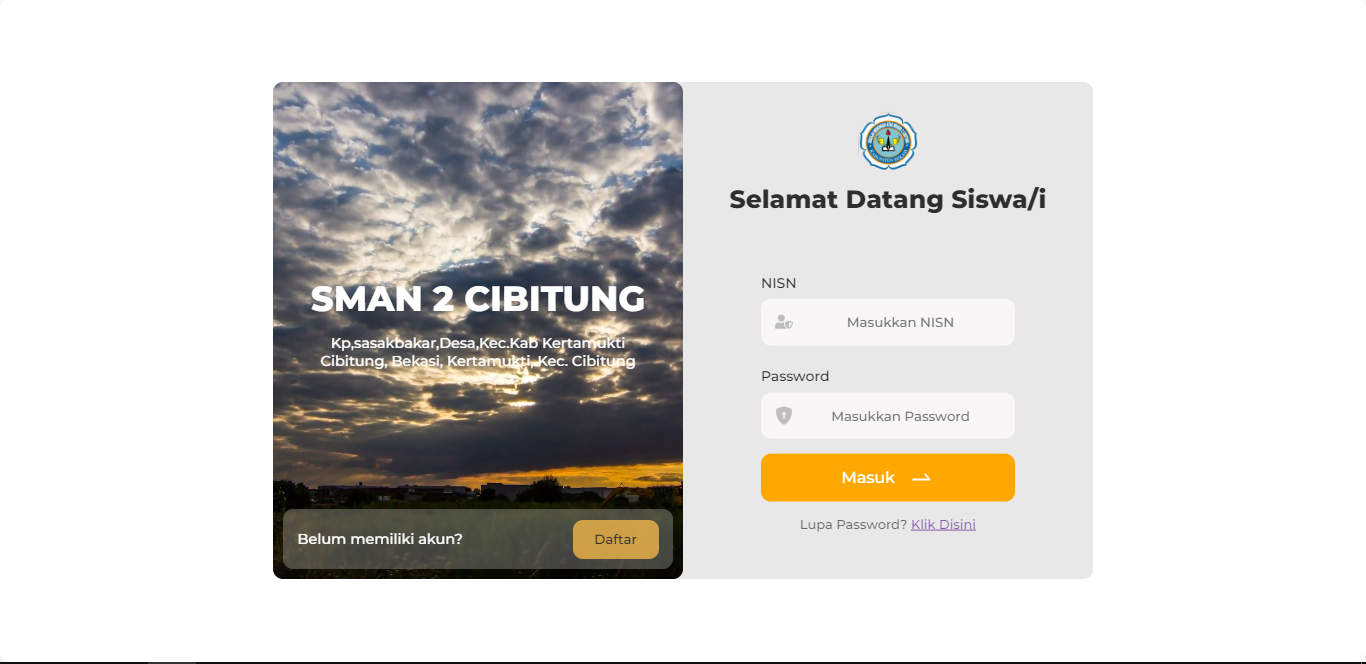 SMAN 2 CIBITUNG
Kp,sasakbakar,Desa,Kec.Kab Kertamukti
Cibitung, Bekasi, Kertamukti, Kec. Cibitung
Belum memiliki akun?
Daftar
Selamat Datang Siswa/i
NISN
Masukkan NISN
Password
Masukkan Password
Masuk
Lupa Password? Klik Disini